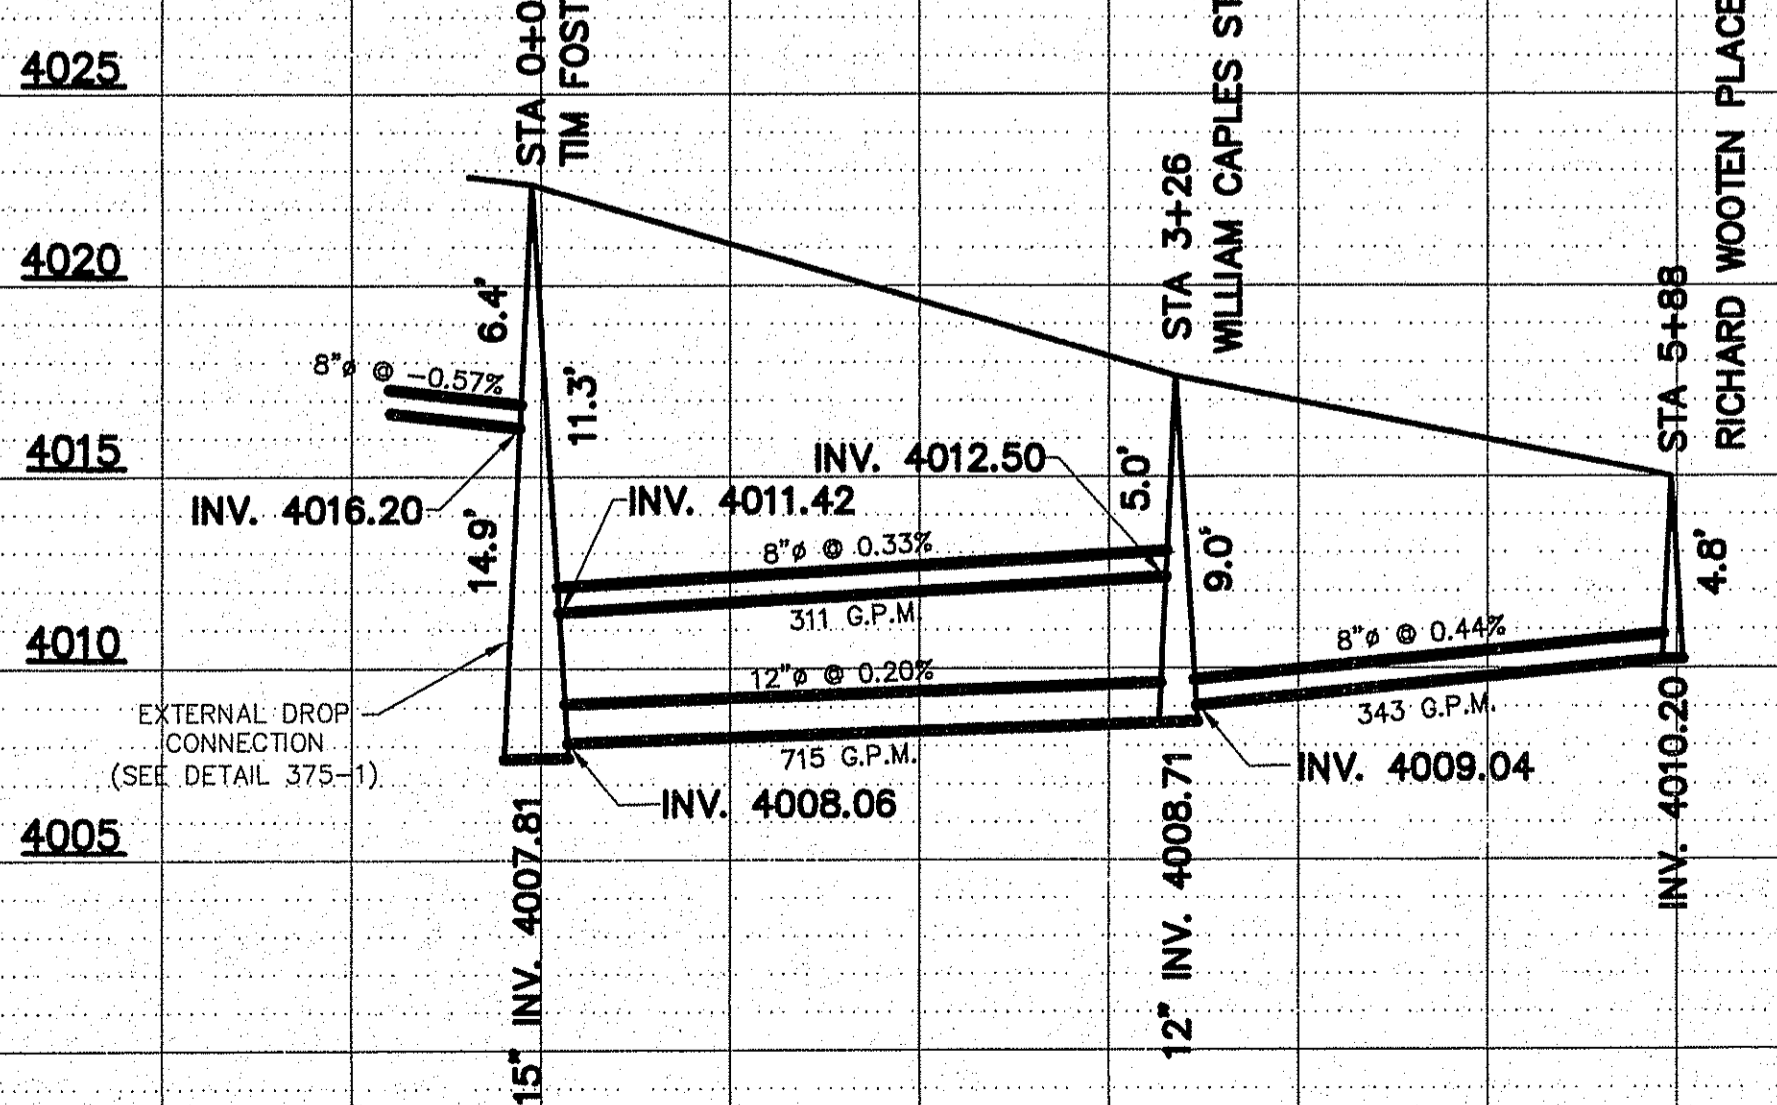 4025
4020
4015
4010
4005
STA 0+0
TIM FOST
6.4'
11.3'
14.9'
8"ø @ -0.57%
INV. 4016.20
INV. 4011.42
INV. 4012.50
8"ø @ 0.33%
311 G.P.M.
12"ø @ 0.20%
715 G.P.M.
INV. 4008.06
EXTERNAL DROP
CONNECTION
(SEE DETAIL 375-1)
15" INV. 4007.81
STA 3+26
WILLIAM CAPLES ST
5.0'
9.0'
12" INV. 4008.71
8"ø @ 0.44%
343 G.P.M.
INV. 4009.04
STA 5+88
RICHARD WOOTEN PLACE
4.8'
INV. 4010.20